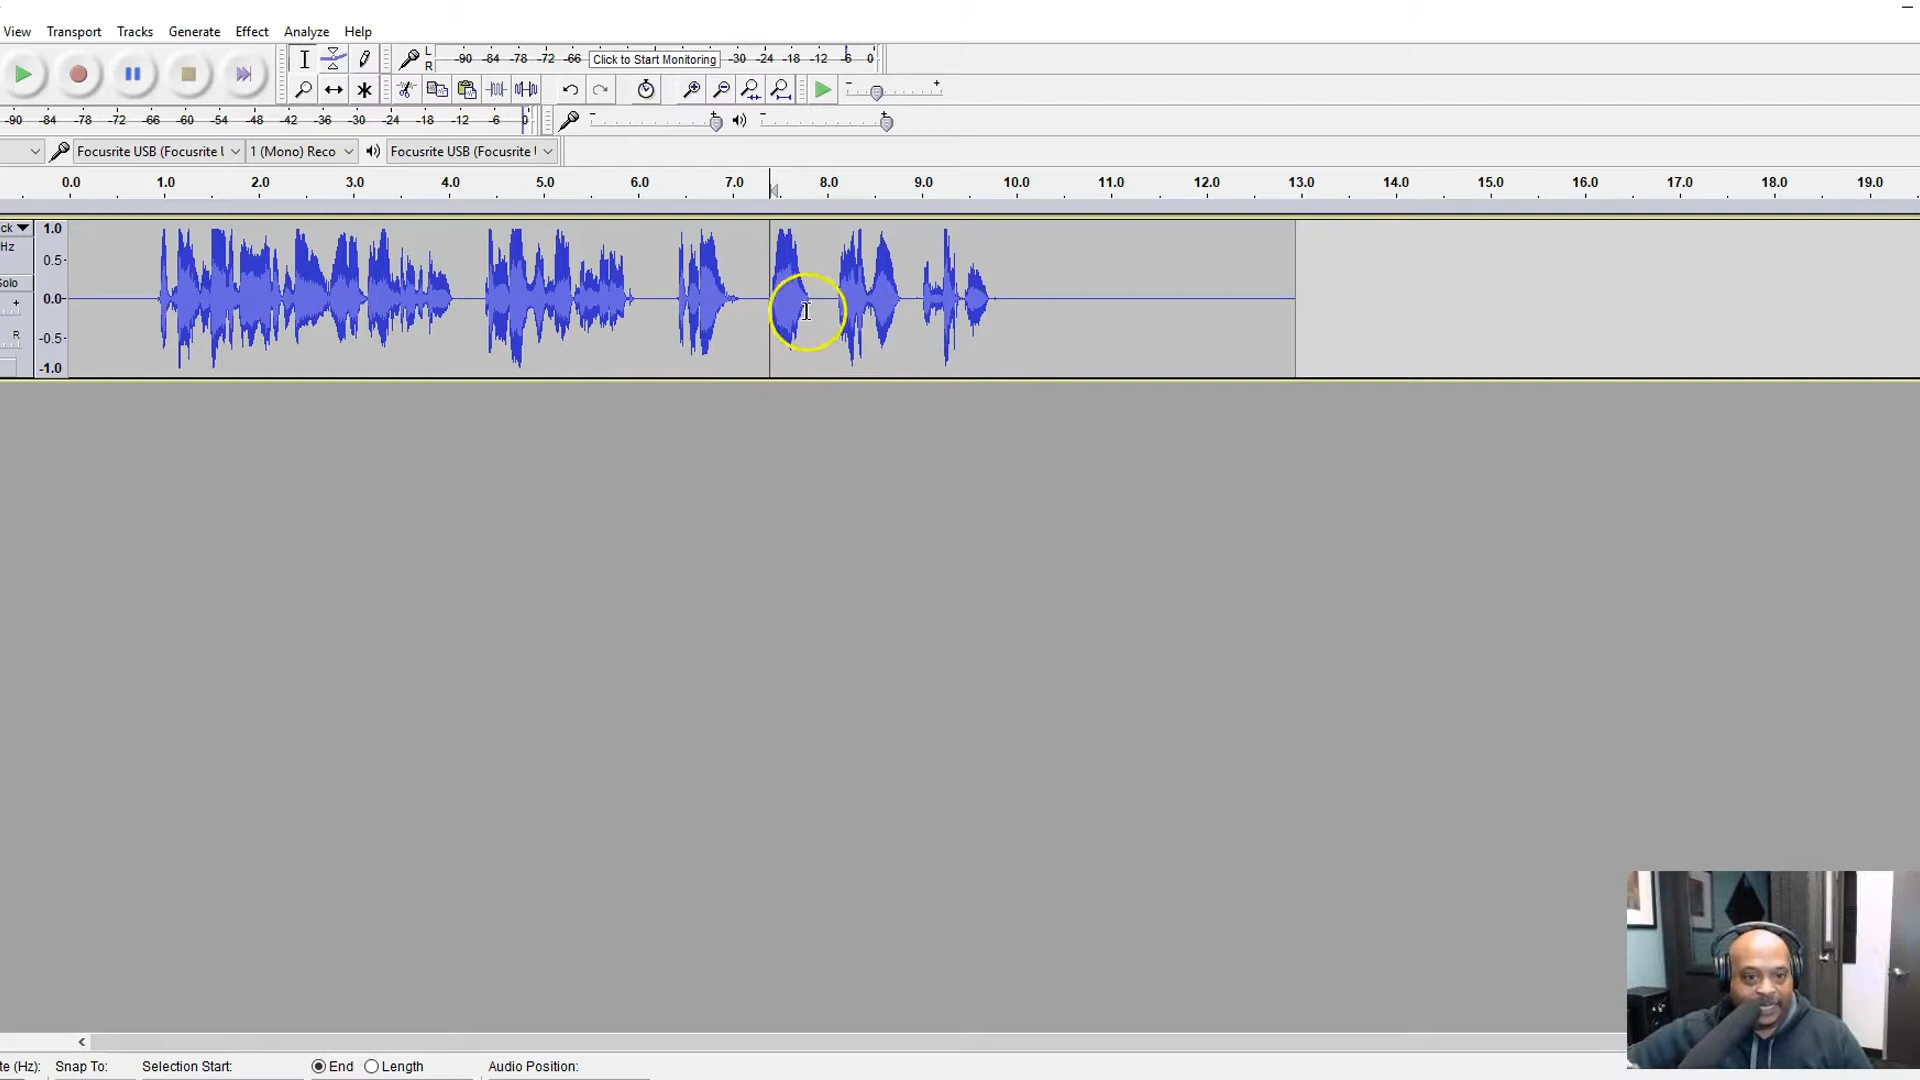 View Transport Tracks Generate Effect Analyze Help
L
R
-90 -84 -78 -72 -66 Click to Start Monitoring -30 -24 -18 -12 -6 0
-90 -84 -78 -72 -66 -60 -54 -48 -42 -36 -30 -24 -18 -12 -6 0
Focusrite USB (Focusrite U 1 (Mono) Reco Focusrite USB (Focusrite U
0.0 1.0 2.0 3.0 4.0 5.0 6.0 7.0 8.0 9.0 10.0 11.0 12.0 13.0 14.0 15.0 16.0 17.0 18.0 19.0
ck 1.0
Hz
0.5
Solo
0.0
R
-0.5
-1.0
te (Hz): Snap To: Selection Start: End Length Audio Position: